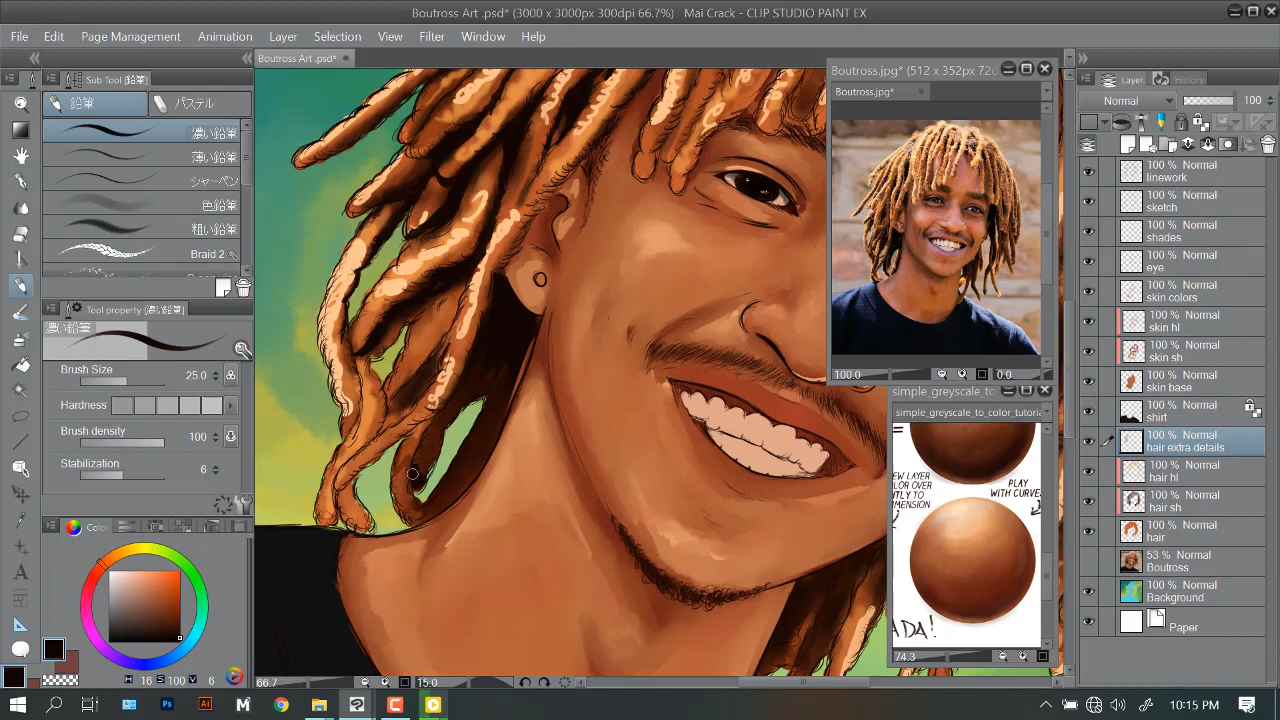 Boutross Art .psd* (3000 x 3000px 300dpi 66.7%)  Mai Crack - CLIP STUDIO PAINT EX
File Edit Page Management Animation Layer Selection View Filter Window Help
Boutross Art.psd*
Sub Tool [鉛筆]
鉛筆
パステル
濃い鉛筆
薄い鉛筆
シャーペン
色鉛筆
粗い鉛筆
Braid 2
Tool property [濃い鉛筆]
濃い鉛筆
Brush Size 25.0
Hardness
Brush density 100
Stabilization 6
Color
H 16 S 100 V 6
66.7
15.0
Boutross.jpg* (512 x 352px 72d
Boutross.jpg*
100.0
0.0
simple_greyscale_to_
simple_greyscale_to_color_tutoria
EW LAYER
LOR OVER
HTLY TO
MENSION
PLAY
WITH CURVE
ADA!
74.3
Layer
History
Normal 100
100 % Normal
linework
100 % Normal
sketch
100 % Normal
shades
100 % Normal
eye
100 % Normal
skin colors
100 % Normal
skin hl
100 % Normal
skin sh
100 % Normal
skin base
100 % Normal
shirt
100 % Normal
hair extra details
100 % Normal
hair hl
100 % Normal
hair sh
100 % Normal
hair
53 % Normal
Boutross
100 % Normal
Background
Paper
10:15 PM